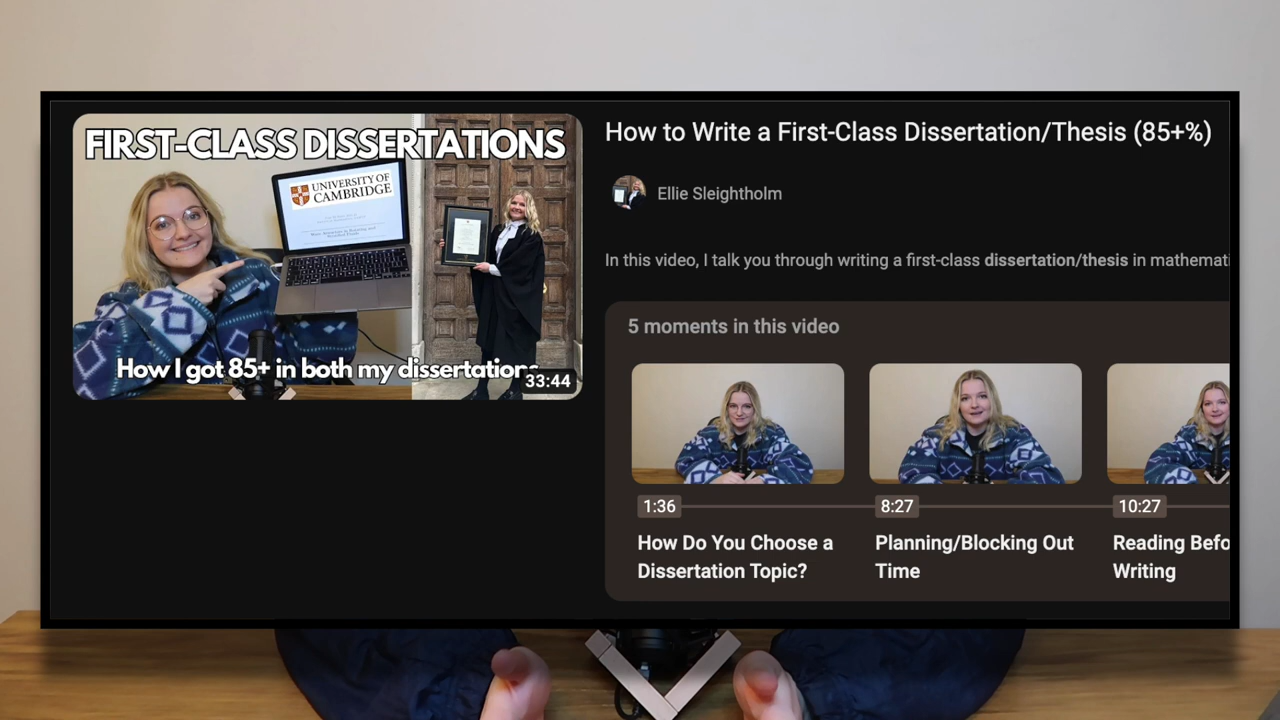 FIRST-CLASS DISSERTATIONS
UNIVERSITY OF
CAMBRIDGE
How I got 85+ in both my dissertations
33:44
How to Write a First-Class Dissertation/Thesis (85+%)
Ellie Sleightholm
In this video, I talk you through writing a first-class dissertation/thesis in mathemati
5 moments in this video
1:36
How Do You Choose a
Dissertation Topic?
8:27
Planning/Blocking Out
Time
10:27
Reading Befo
Writing